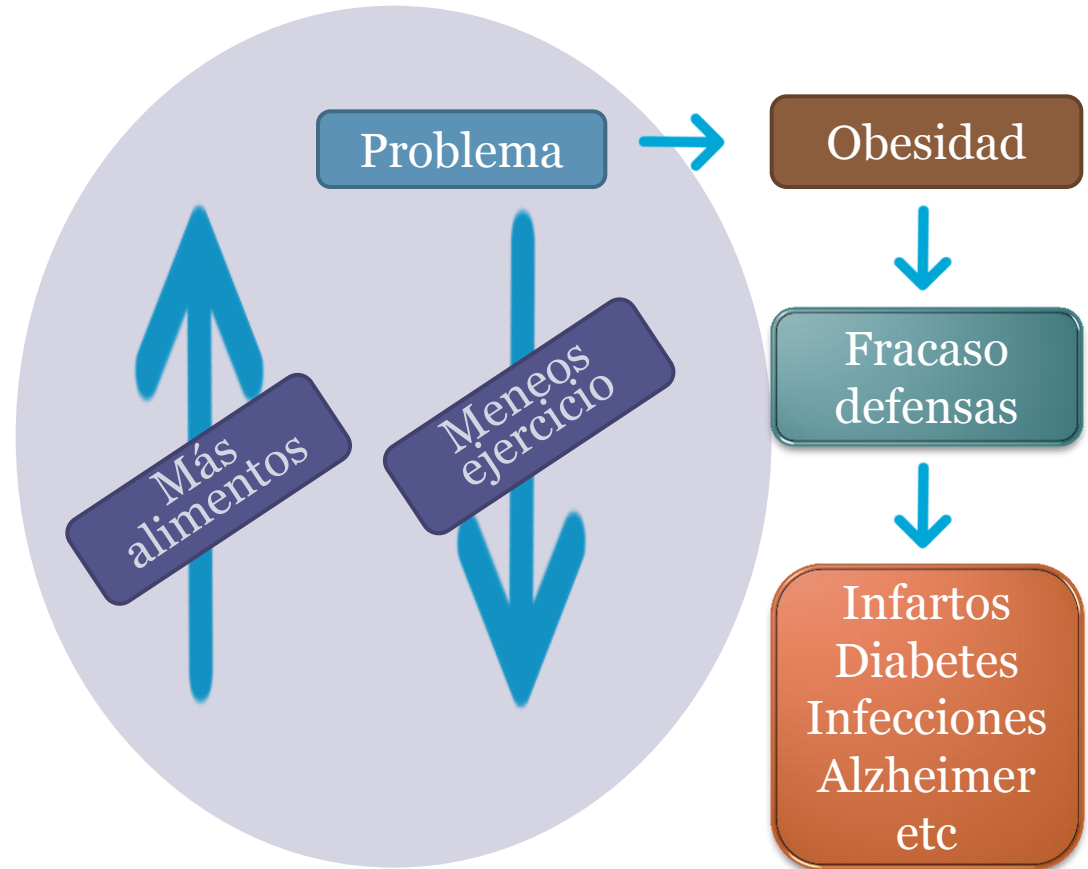 Problema
Obesidad
Más
alimentos
Meneos
ejercicio
Fracaso
defensas
Infartos
Diabetes
Infecciones
Alzheimer
etc